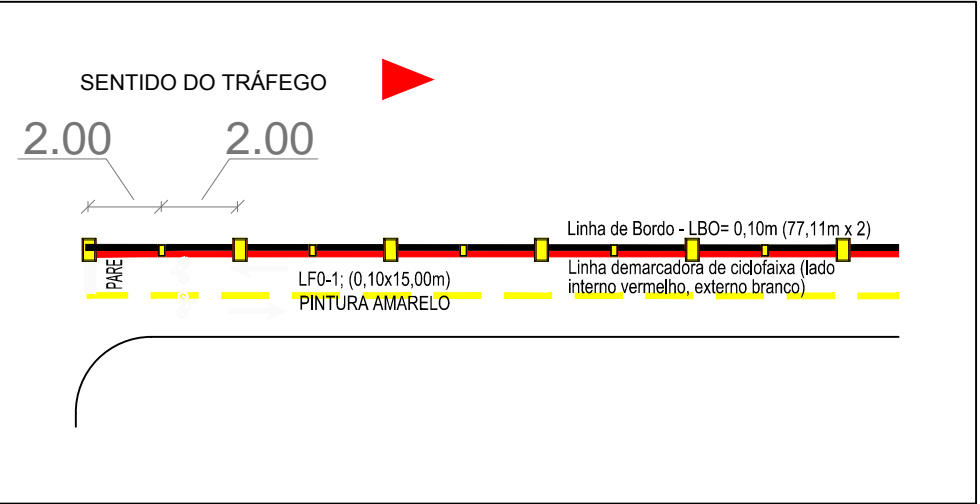 SENTIDO DO TRÁFEGO
2.00
2.00
Linha de Bordo - LBO= 0,10m (77,11m x 2)
PARE
LF0-1; (0,10x15,00m)
PINTURA AMARELO
Linha demarcadora de ciclofaixa (lado
interno vermelho, externo branco)